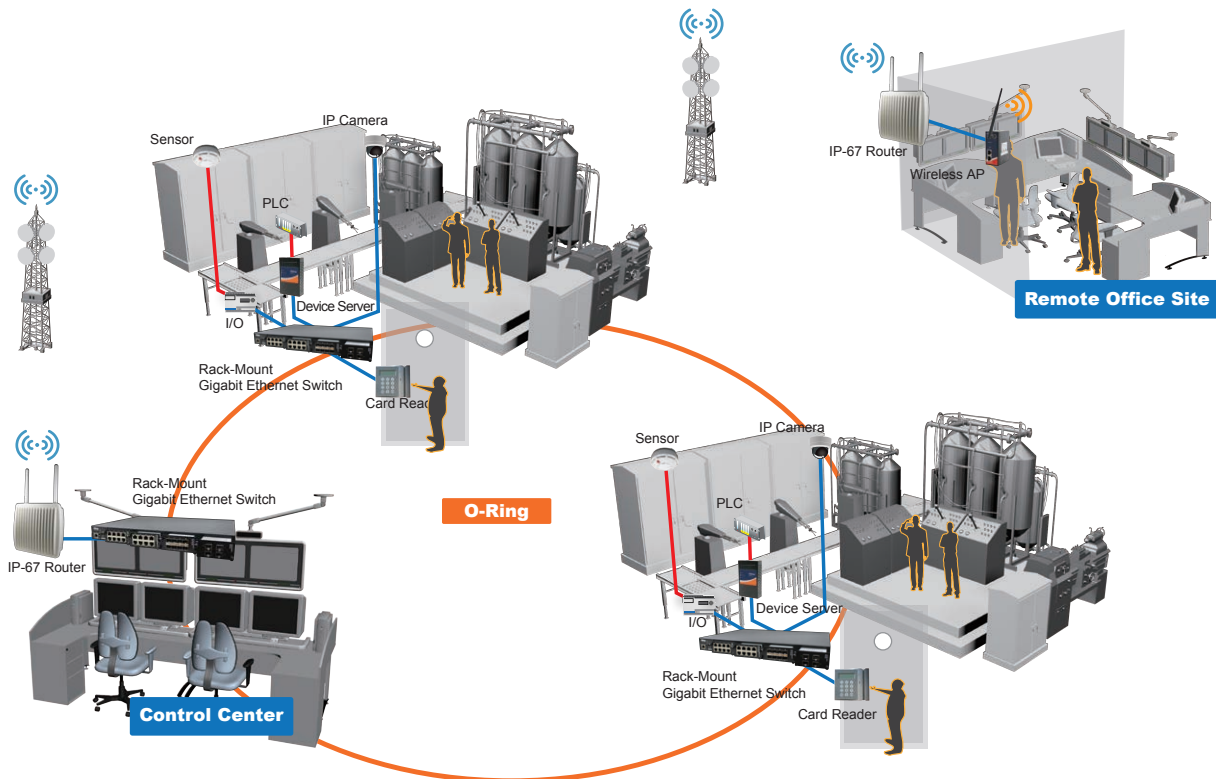 IP Camera
Sensor
IP-67 Router
Wireless AP
PLC
Remote Office Site
Device Server
I/O
Rack-Mount
Gigabit Ethernet Switch
Card Reader
IP Camera
Sensor
Rack-Mount
Gigabit Ethernet Switch
O-Ring
PLC
IP-67 Router
Device Server
I/O
Rack-Mount
Gigabit Ethernet Switch
Card Reader
Control Center